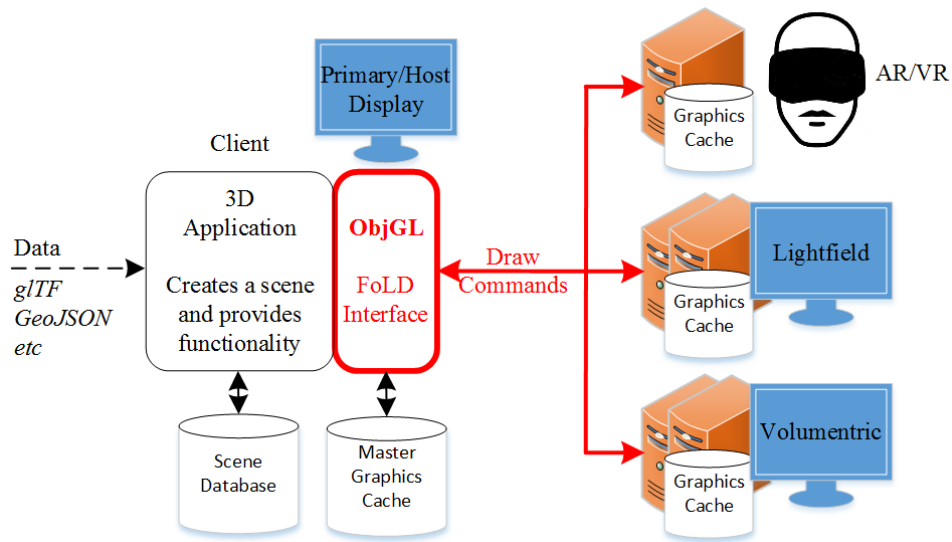 Primary/Host
Display
Client
3D
Application
Creates a scene
and provides
functionality
ObjGL
FoLD
Interface
Data
glTF
GeoJSON
etc
Draw
Commands
Scene
Database
Master
Graphics
Cache
Graphics
Cache
AR/VR
Graphics
Cache
Lightfield
Graphics
Cache
Volumentric